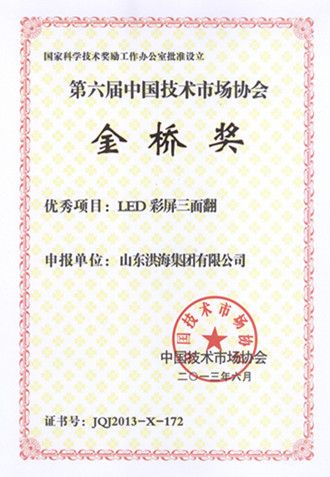 国家科学技术奖励工作办公室批准设立
第六届中国技术市场协会
金桥奖
优秀项目：LED 彩屏三面翻
申报单位：山东洪海集团有限公司
中国技术市场协会
中国技术市场协会
二〇一三年六月
证书号：JQJ2013-X-172